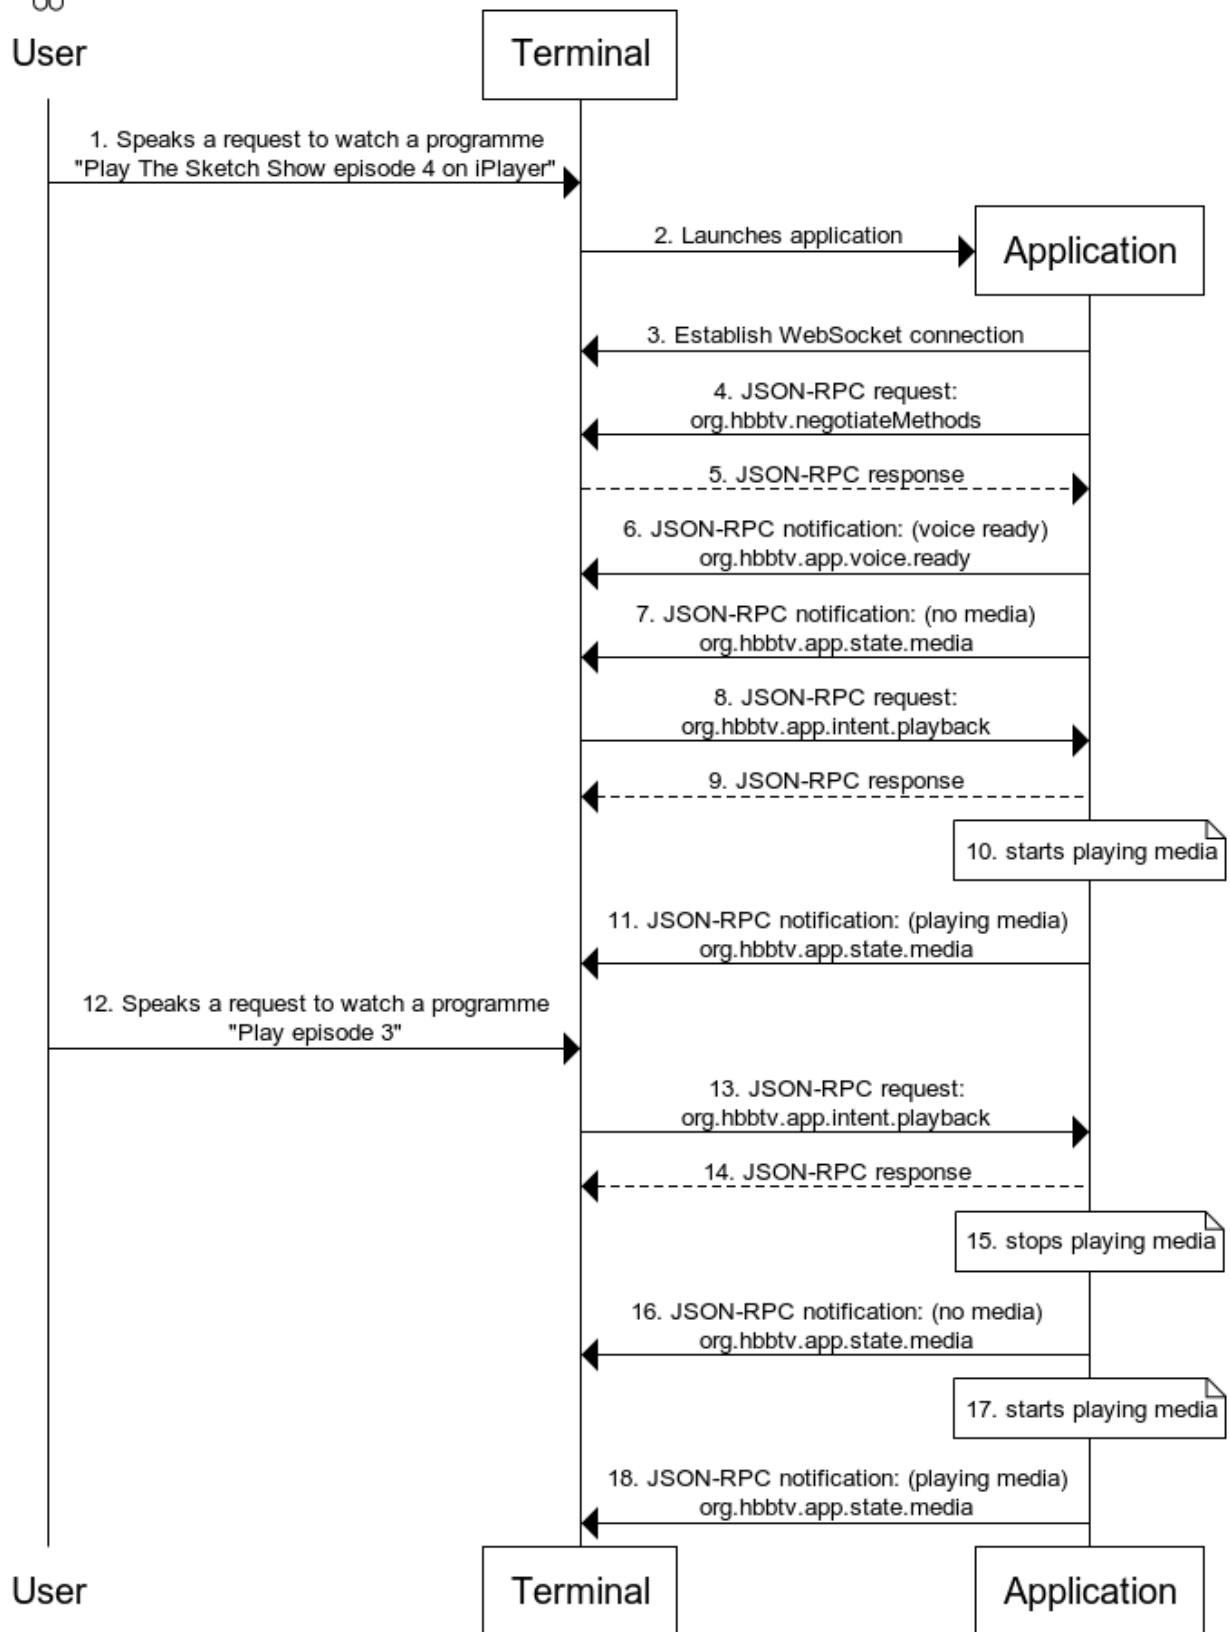 User
Terminal
1. Speaks a request to watch a programme
"Play The Sketch Show episode 4 on iPlayer"
2. Launches application
Application
3. Establish WebSocket connection
4. JSON-RPC request:
org.hbbtv.negotiateMethods
5. JSON-RPC response
6. JSON-RPC notification: (voice ready)
org.hbbtv.app.voice.ready
7. JSON-RPC notification: (no media)
org.hbbtv.app.state.media
8. JSON-RPC request:
org.hbbtv.app.intent.playback
9. JSON-RPC response
10. starts playing media
11. JSON-RPC notification: (playing media)
org.hbbtv.app.state.media
12. Speaks a request to watch a programme
"Play episode 3"
13. JSON-RPC request:
org.hbbtv.app.intent.playback
14. JSON-RPC response
15. stops playing media
16. JSON-RPC notification: (no media)
org.hbbtv.app.state.media
17. starts playing media
18. JSON-RPC notification: (playing media)
org.hbbtv.app.state.media
User
Terminal
Application